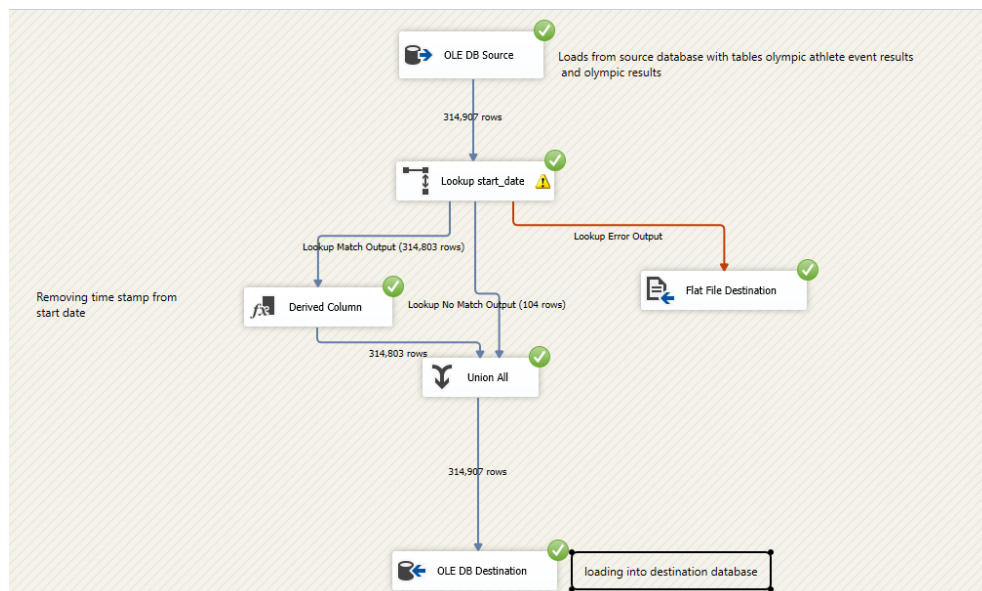 OLE DB Source
Loads from source database with tables olympic athlete event results
and olympic results
314,907 rows
Lookup start_date
Lookup Error Output
Lookup Match Output (314,803 rows)
Flat File Destination
Removing time stamp from
start date
Derived Column
Lookup No Match Output (104 rows)
314,803 rows
Union All
314,907 rows
OLE DB Destination
loading into destination database